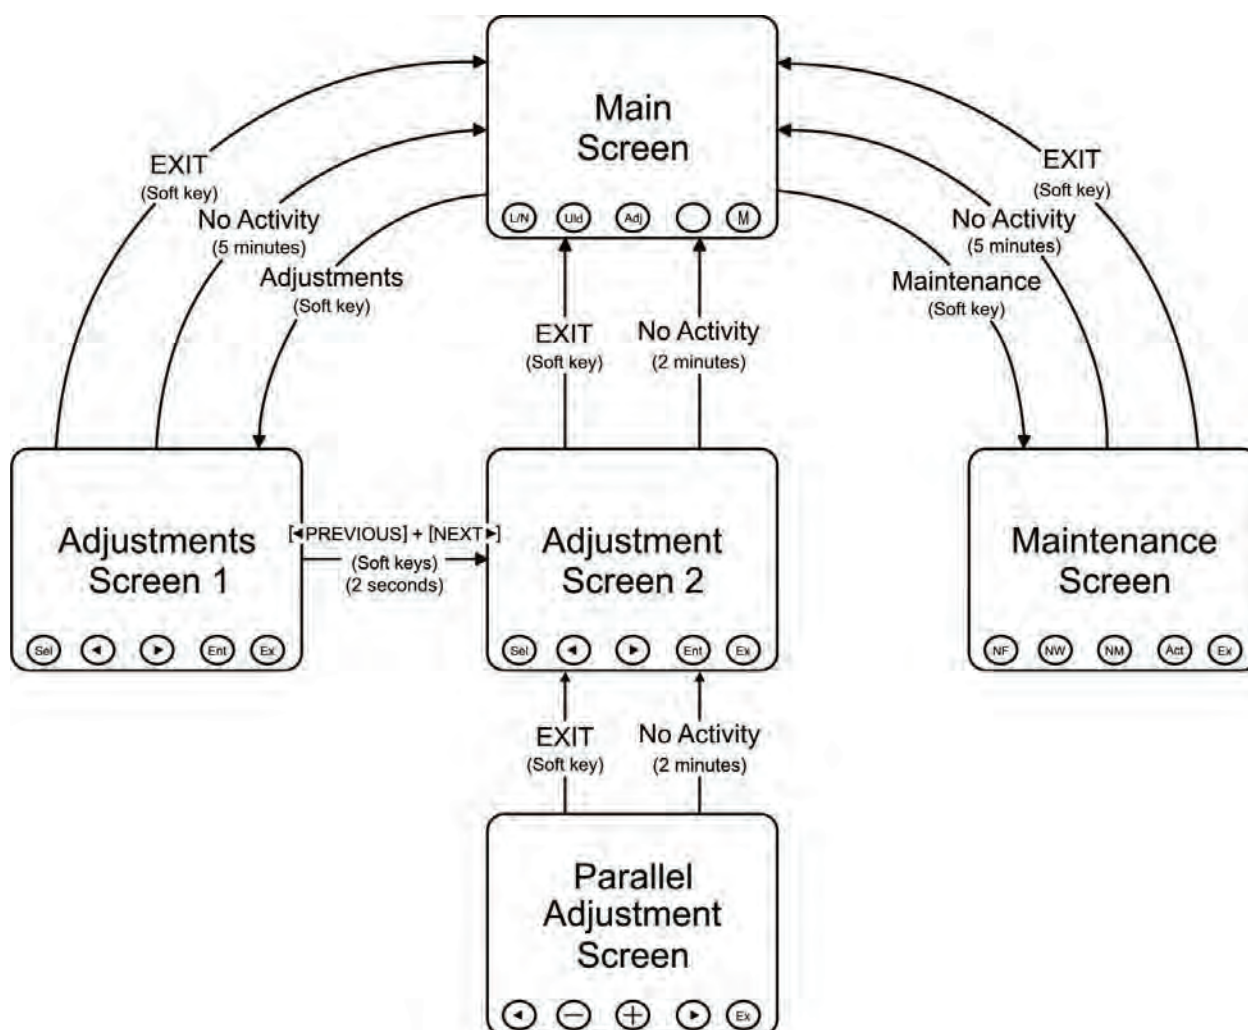 Main
Screen
L/N Uld Adj M
EXIT
(Soft key)
No Activity
(5 minutes)
Adjustments
(Soft key)
EXIT
(Soft key)
No Activity
(2 minutes)
EXIT
(Soft key)
No Activity
(5 minutes)
Maintenance
(Soft key)
Adjustments
Screen 1
Sel ◄ ► Ent Ex
[◄PREVIOUS] + [NEXT►]
(Soft keys)
(2 seconds)
Adjustment
Screen 2
Sel ◄ ► Ent Ex
Maintenance
Screen
NF NW NM Act Ex
EXIT
(Soft key)
No Activity
(2 minutes)
Parallel
Adjustment
Screen
◄ − + ► Ex